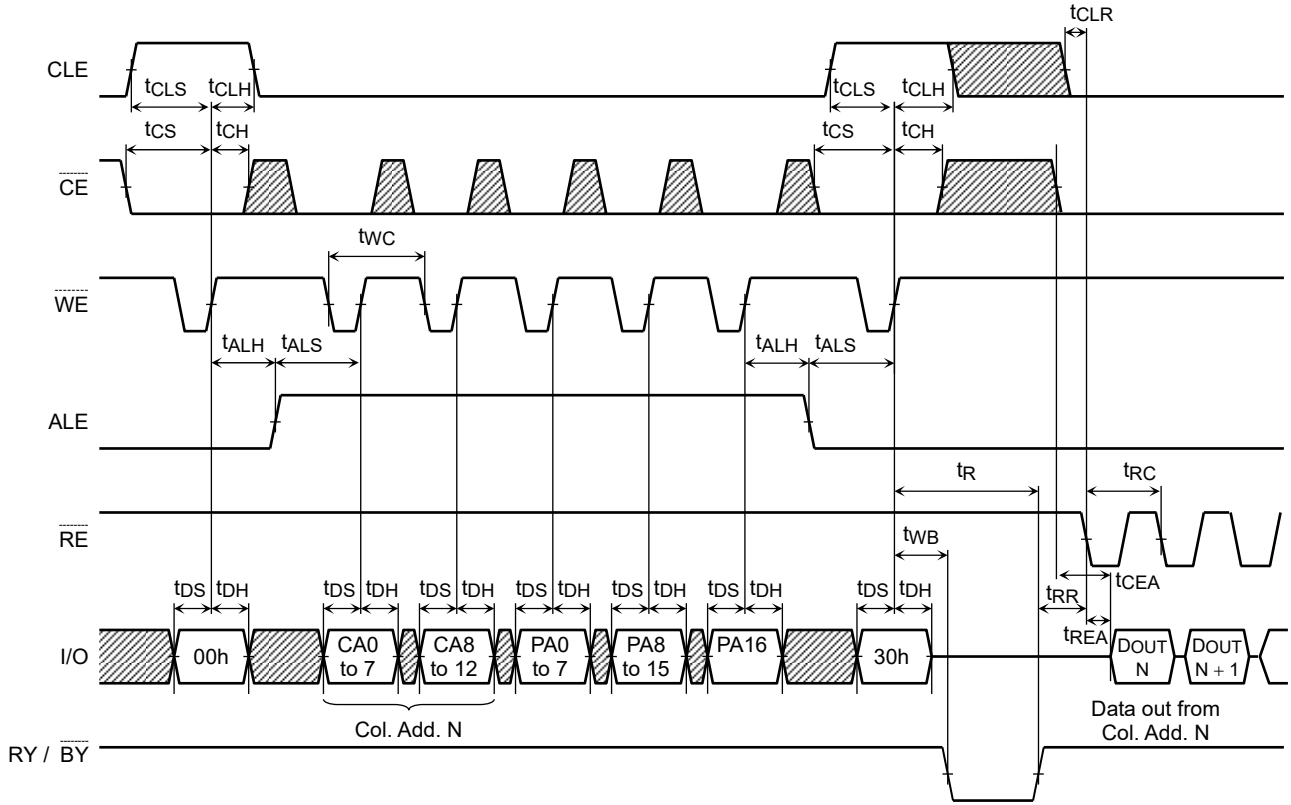 tCLR
CLE
tCLS tCLH tCLS tCLH
tCS tCH tCS tCH
CE
tWC
WE
tALH tALS tALH tALS
ALE
tR tRC
RE
tWB
tDS tDH tDS tDH tDS tDH tDS tDH tDS tDH tDS tDH tDS tDH tRR tCEA
tREA
I/O 00h CA0 to 7 CA8 to 12 PA0 to 7 PA8 to 15 PA16 30h DOUT N DOUT N + 1
Col. Add. N
Data out from
Col. Add. N
RY / BY